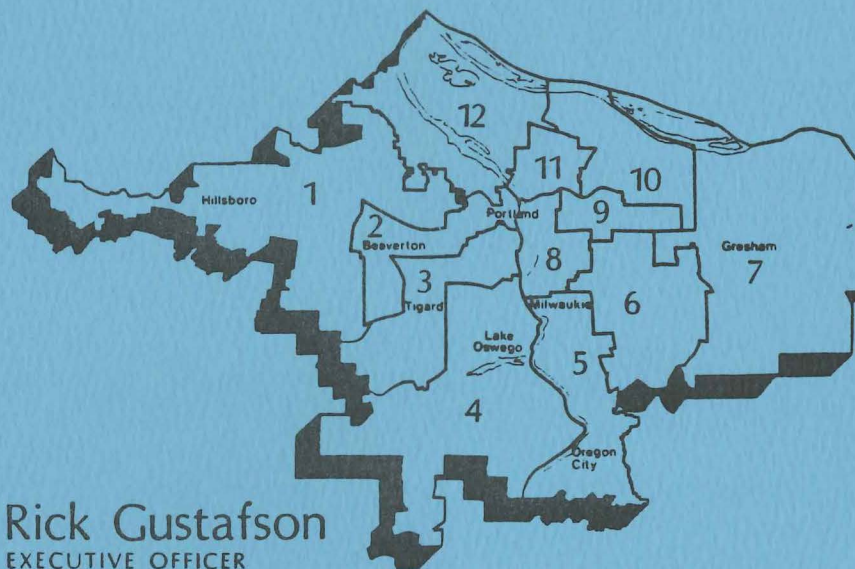 12
11
10
1
Hillsboro
9
Portland
2
Beaverton
8
Gresham
7
3
Tigard
6
Milwaukie
Lake
Oswego
5
4
Oregon
City
Rick Gustafson
EXECUTIVE OFFICER